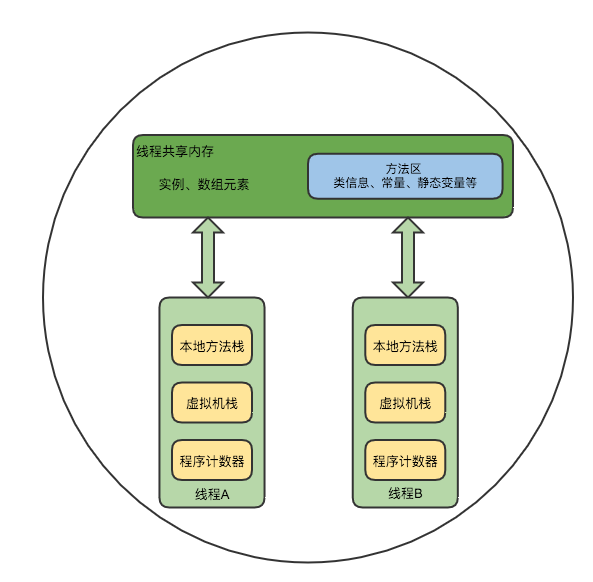 线程共享内存
实例、数组元素
方法区
类信息、常量、静态变量等
本地方法栈
虚拟机栈
程序计数器
线程A
本地方法栈
虚拟机栈
程序计数器
线程B